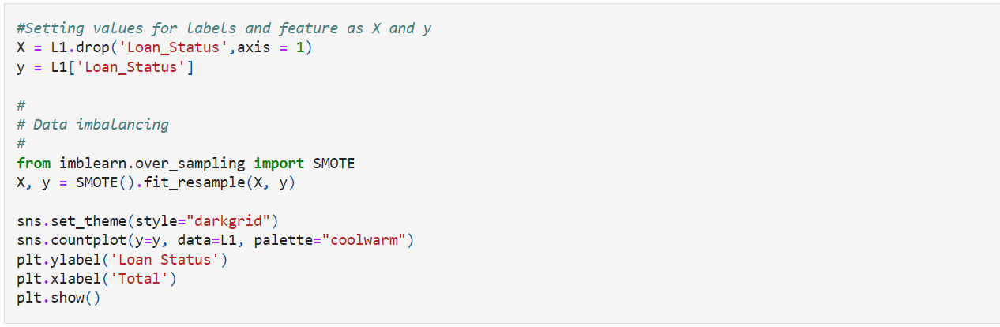 #Setting values for labels and feature as X and y
X = L1.drop('Loan_Status',axis = 1)
y = L1['Loan_Status']
#
# Data imbalancing
#
from imblearn.over_sampling import SMOTE
X, y = SMOTE().fit_resample(X, y)
sns.set_theme(style="darkgrid")
sns.countplot(y=y, data=L1, palette="coolwarm")
plt.ylabel('Loan Status')
plt.xlabel('Total')
plt.show()